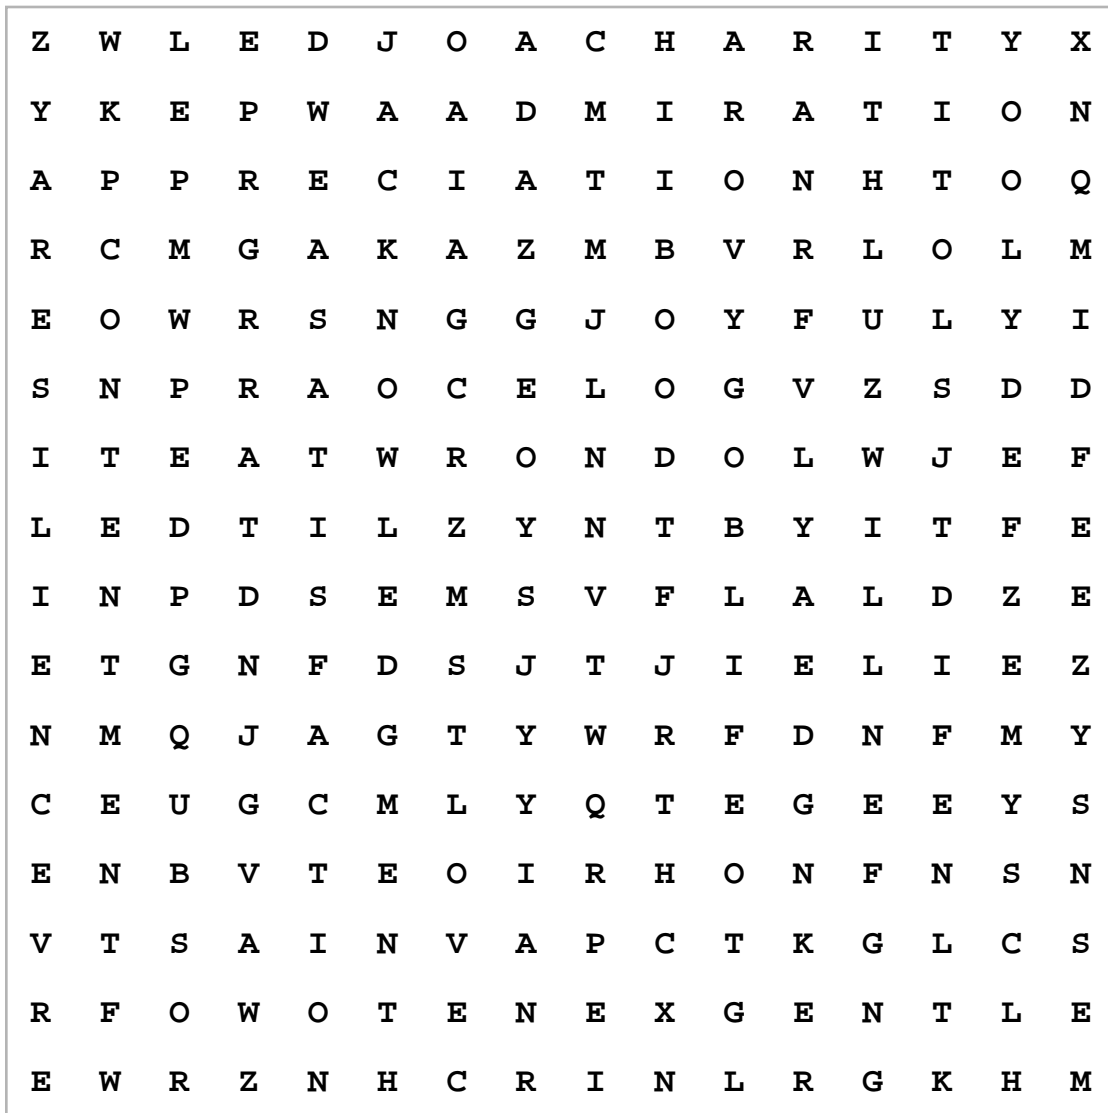 Z W L E D J O A C H A R I T Y X
Y K E P W A A D M I R A T I O N
A P P R E C I A T I O N H T O Q
R C M G A K A Z M B V R L O L M
E O W R S N G G J O Y F U L Y I
S N P R A O C E L O G V Z S D D
I T E A T W R O N D O L W J E F
L E D T I L Z Y N T B Y I T F E
I N P D S E M S V F L A L D Z E
E T G N F D S J T J I E L I E Z
N M Q J A G T Y W R F D N F M Y
C E U G C M L Y Q T E G E E Y S
E N B V T E O I R H O N F N S N
V T S A I N V A P C T K G L C S
R F O W O T E N E X G E N T L E
E W R Z N H C R I N L R G K H M